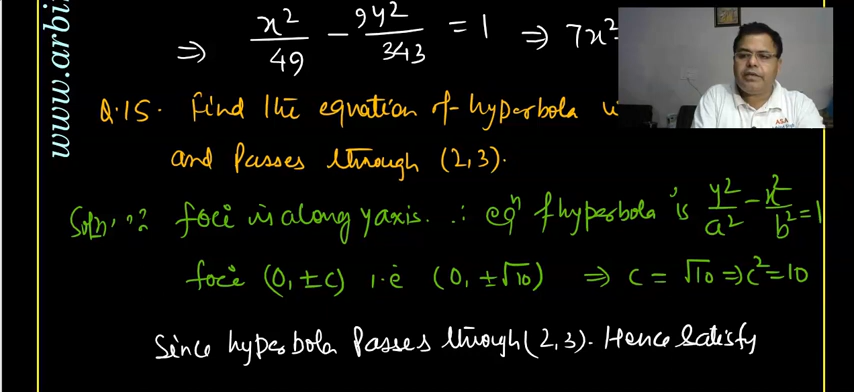 www.arbi
⇒ x²/49 - 9y²/343 = 1 ⇒ 7x²
Q.15. Find the equation of hyperbola
and Passes through (2,3).
Soln:- ∵ foci is along y axis. ∴ eqⁿ of hyperbola is y²/a² - x²/b² = 1
foci (0, ±c) i.e (0, ±√10) ⇒ c = √10 ⇒ c² = 10
Since hyperbola Passes through (2,3). Hence Satisfy
ASA